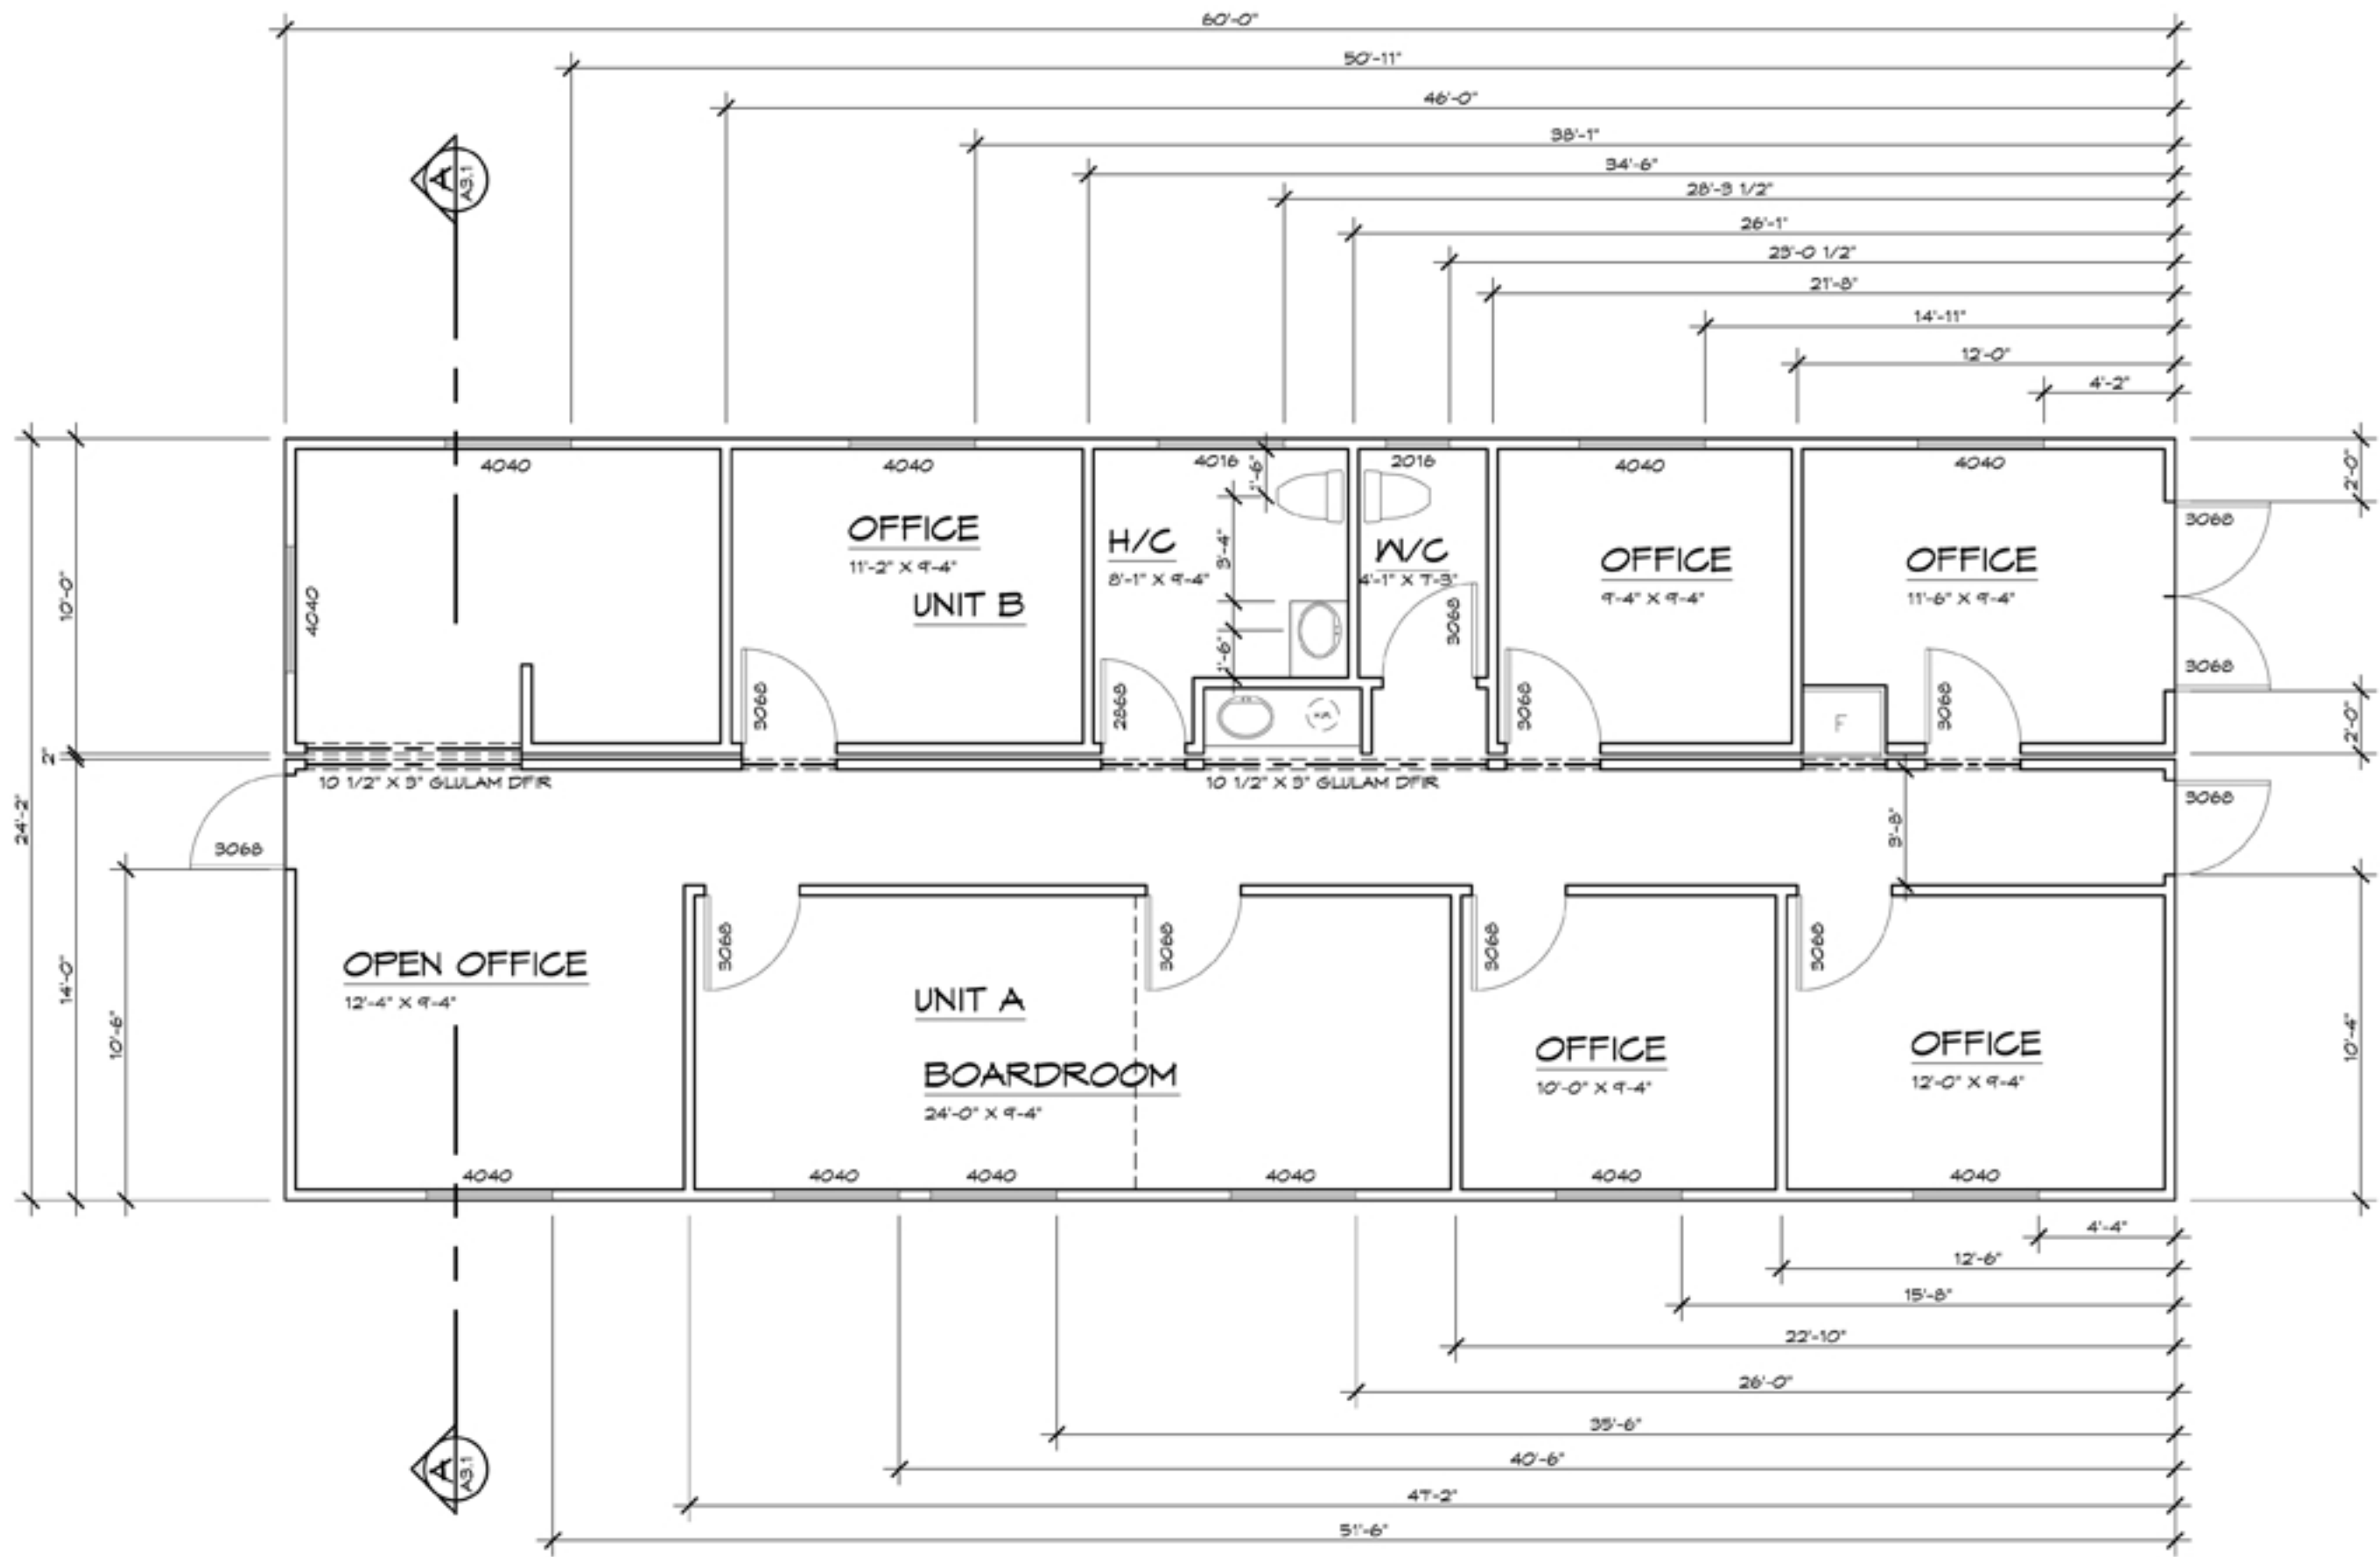 60'-0"
50'-11"
46'-0"
38'-1"
34'-6"
28'-3 1/2"
26'-1"
23'-0 1/2"
21'-8"
14'-11"
12'-0"
4'-2"
A
A3.1
4040
4040
4016
1'-6"
2016
4040
4040
2'-0"
3068
OFFICE
11'-2" X 9'-4"
UNIT B
H/C
8'-1" X 9'-4"
3'-4"
W/C
4'-1" X 7'-3"
OFFICE
9'-4" X 9'-4"
OFFICE
11'-6" X 9'-4"
10'-0"
4040
3068
1'-6"
3068
3068
2868
3068
F
3068
2'-0"
2"
10 1/2" X 3" GLULAM DFIR
10 1/2" X 3" GLULAM DFIR
3068
24'-2"
3068
3'-8"
3068
3068
3068
3068
OPEN OFFICE
12'-4" X 9'-4"
UNIT A
BOARDROOM
24'-0" X 9'-4"
OFFICE
10'-0" X 9'-4"
OFFICE
12'-0" X 9'-4"
14'-0"
10'-6"
10'-4"
4040
4040
4040
4040
4040
4040
4'-4"
12'-6"
15'-8"
22'-10"
26'-0"
35'-6"
40'-6"
A
A3.1
47'-2"
51'-6"